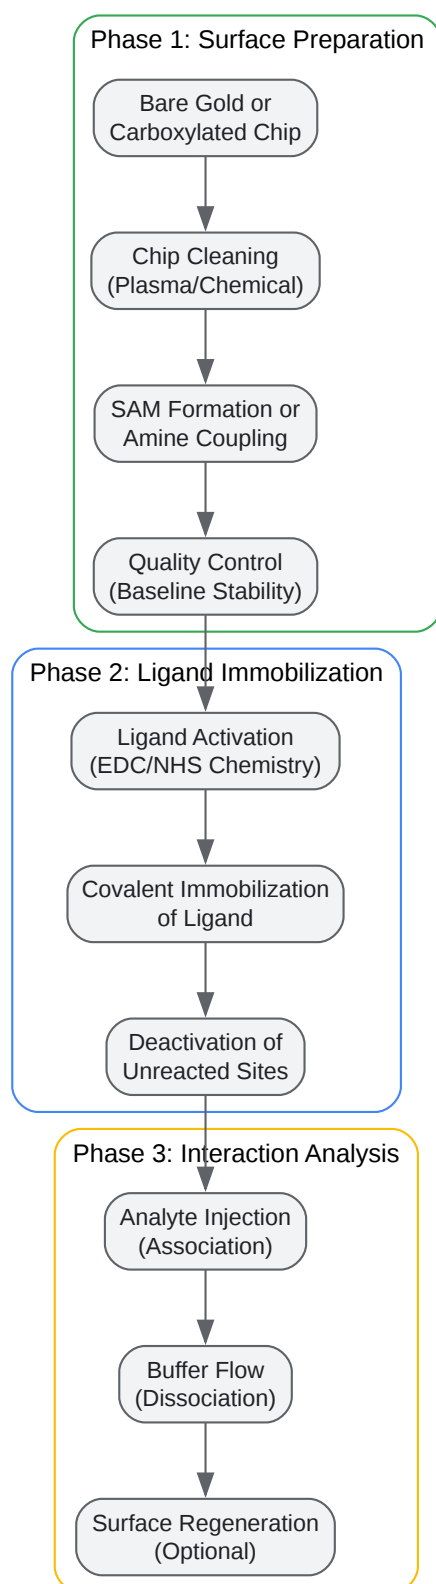 Phase 1: Surface Preparation
Bare Gold or
Carboxylated Chip
Chip Cleaning
(Plasma/Chemical)
SAM Formation or
Amine Coupling
Quality Control
(Baseline Stability)
Phase 2: Ligand Immobilization
Ligand Activation
(EDC/NHS Chemistry)
Covalent Immobilization
of Ligand
Deactivation of
Unreacted Sites
Phase 3: Interaction Analysis
Analyte Injection
(Association)
Buffer Flow
(Dissociation)
Surface Regeneration
(Optional)